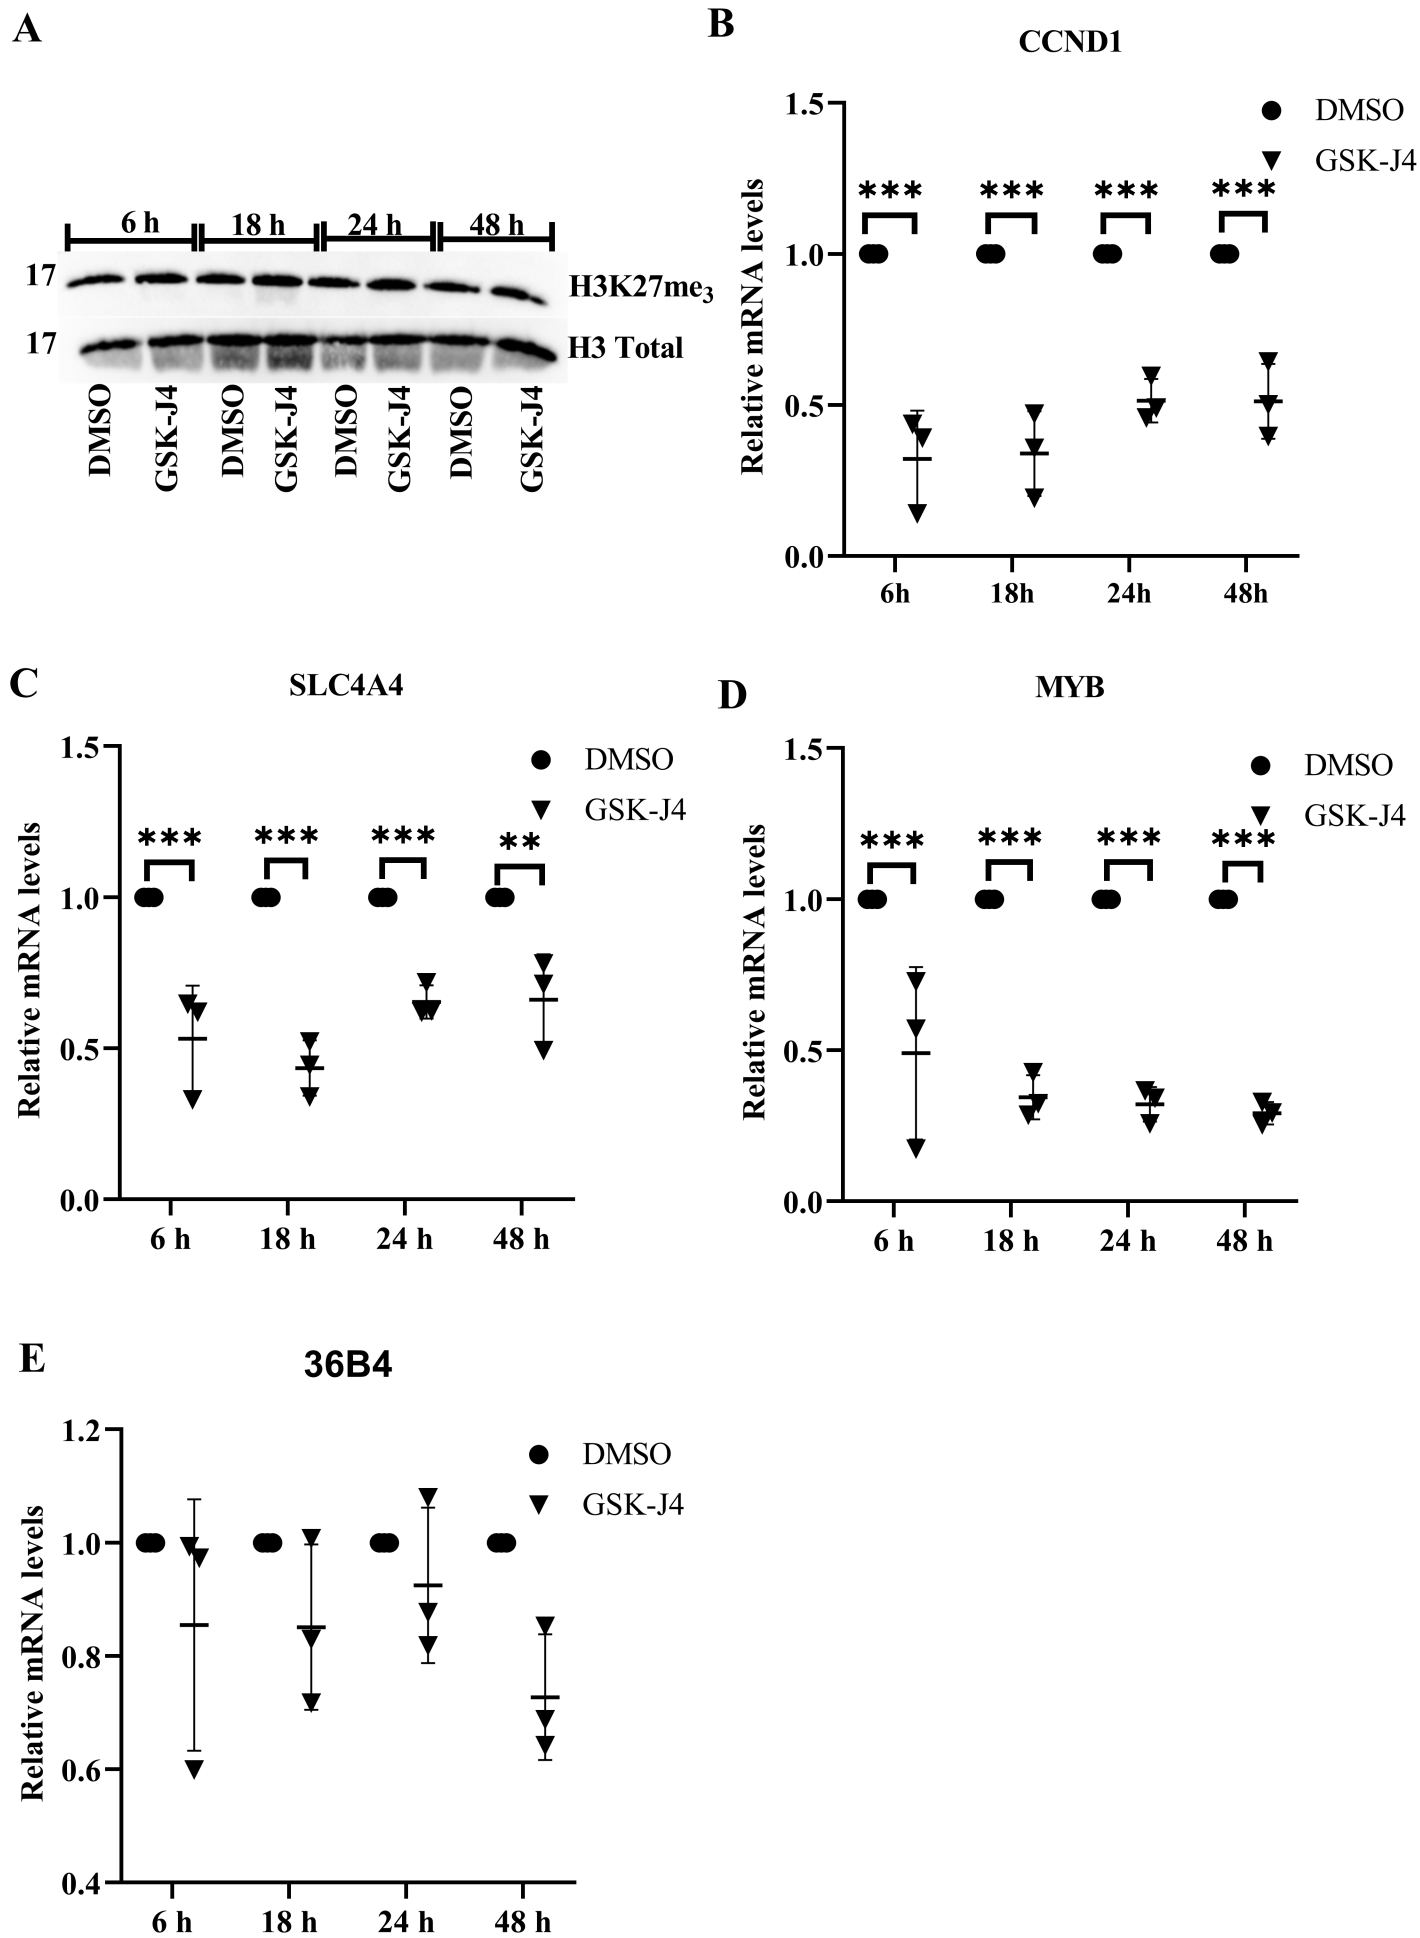 A
6 h 18 h 24 h 48 h
17 H3K27me3
17 H3 Total
DMSO GSK-J4 DMSO GSK-J4 DMSO GSK-J4 DMSO GSK-J4
B
CCND1
Relative mRNA levels
1.5
1.0
0.5
0.0
DMSO
GSK-J4
*** *** *** ***
6h 18h 24h 48h
C
SLC4A4
Relative mRNA levels
1.5
1.0
0.5
0.0
DMSO
GSK-J4
*** *** *** **
6 h 18 h 24 h 48 h
D
MYB
Relative mRNA levels
1.5
1.0
0.5
0.0
DMSO
GSK-J4
*** *** *** ***
6 h 18 h 24 h 48 h
E
36B4
Relative mRNA levels
1.2
1.0
0.8
0.6
0.4
DMSO
GSK-J4
6 h 18 h 24 h 48 h